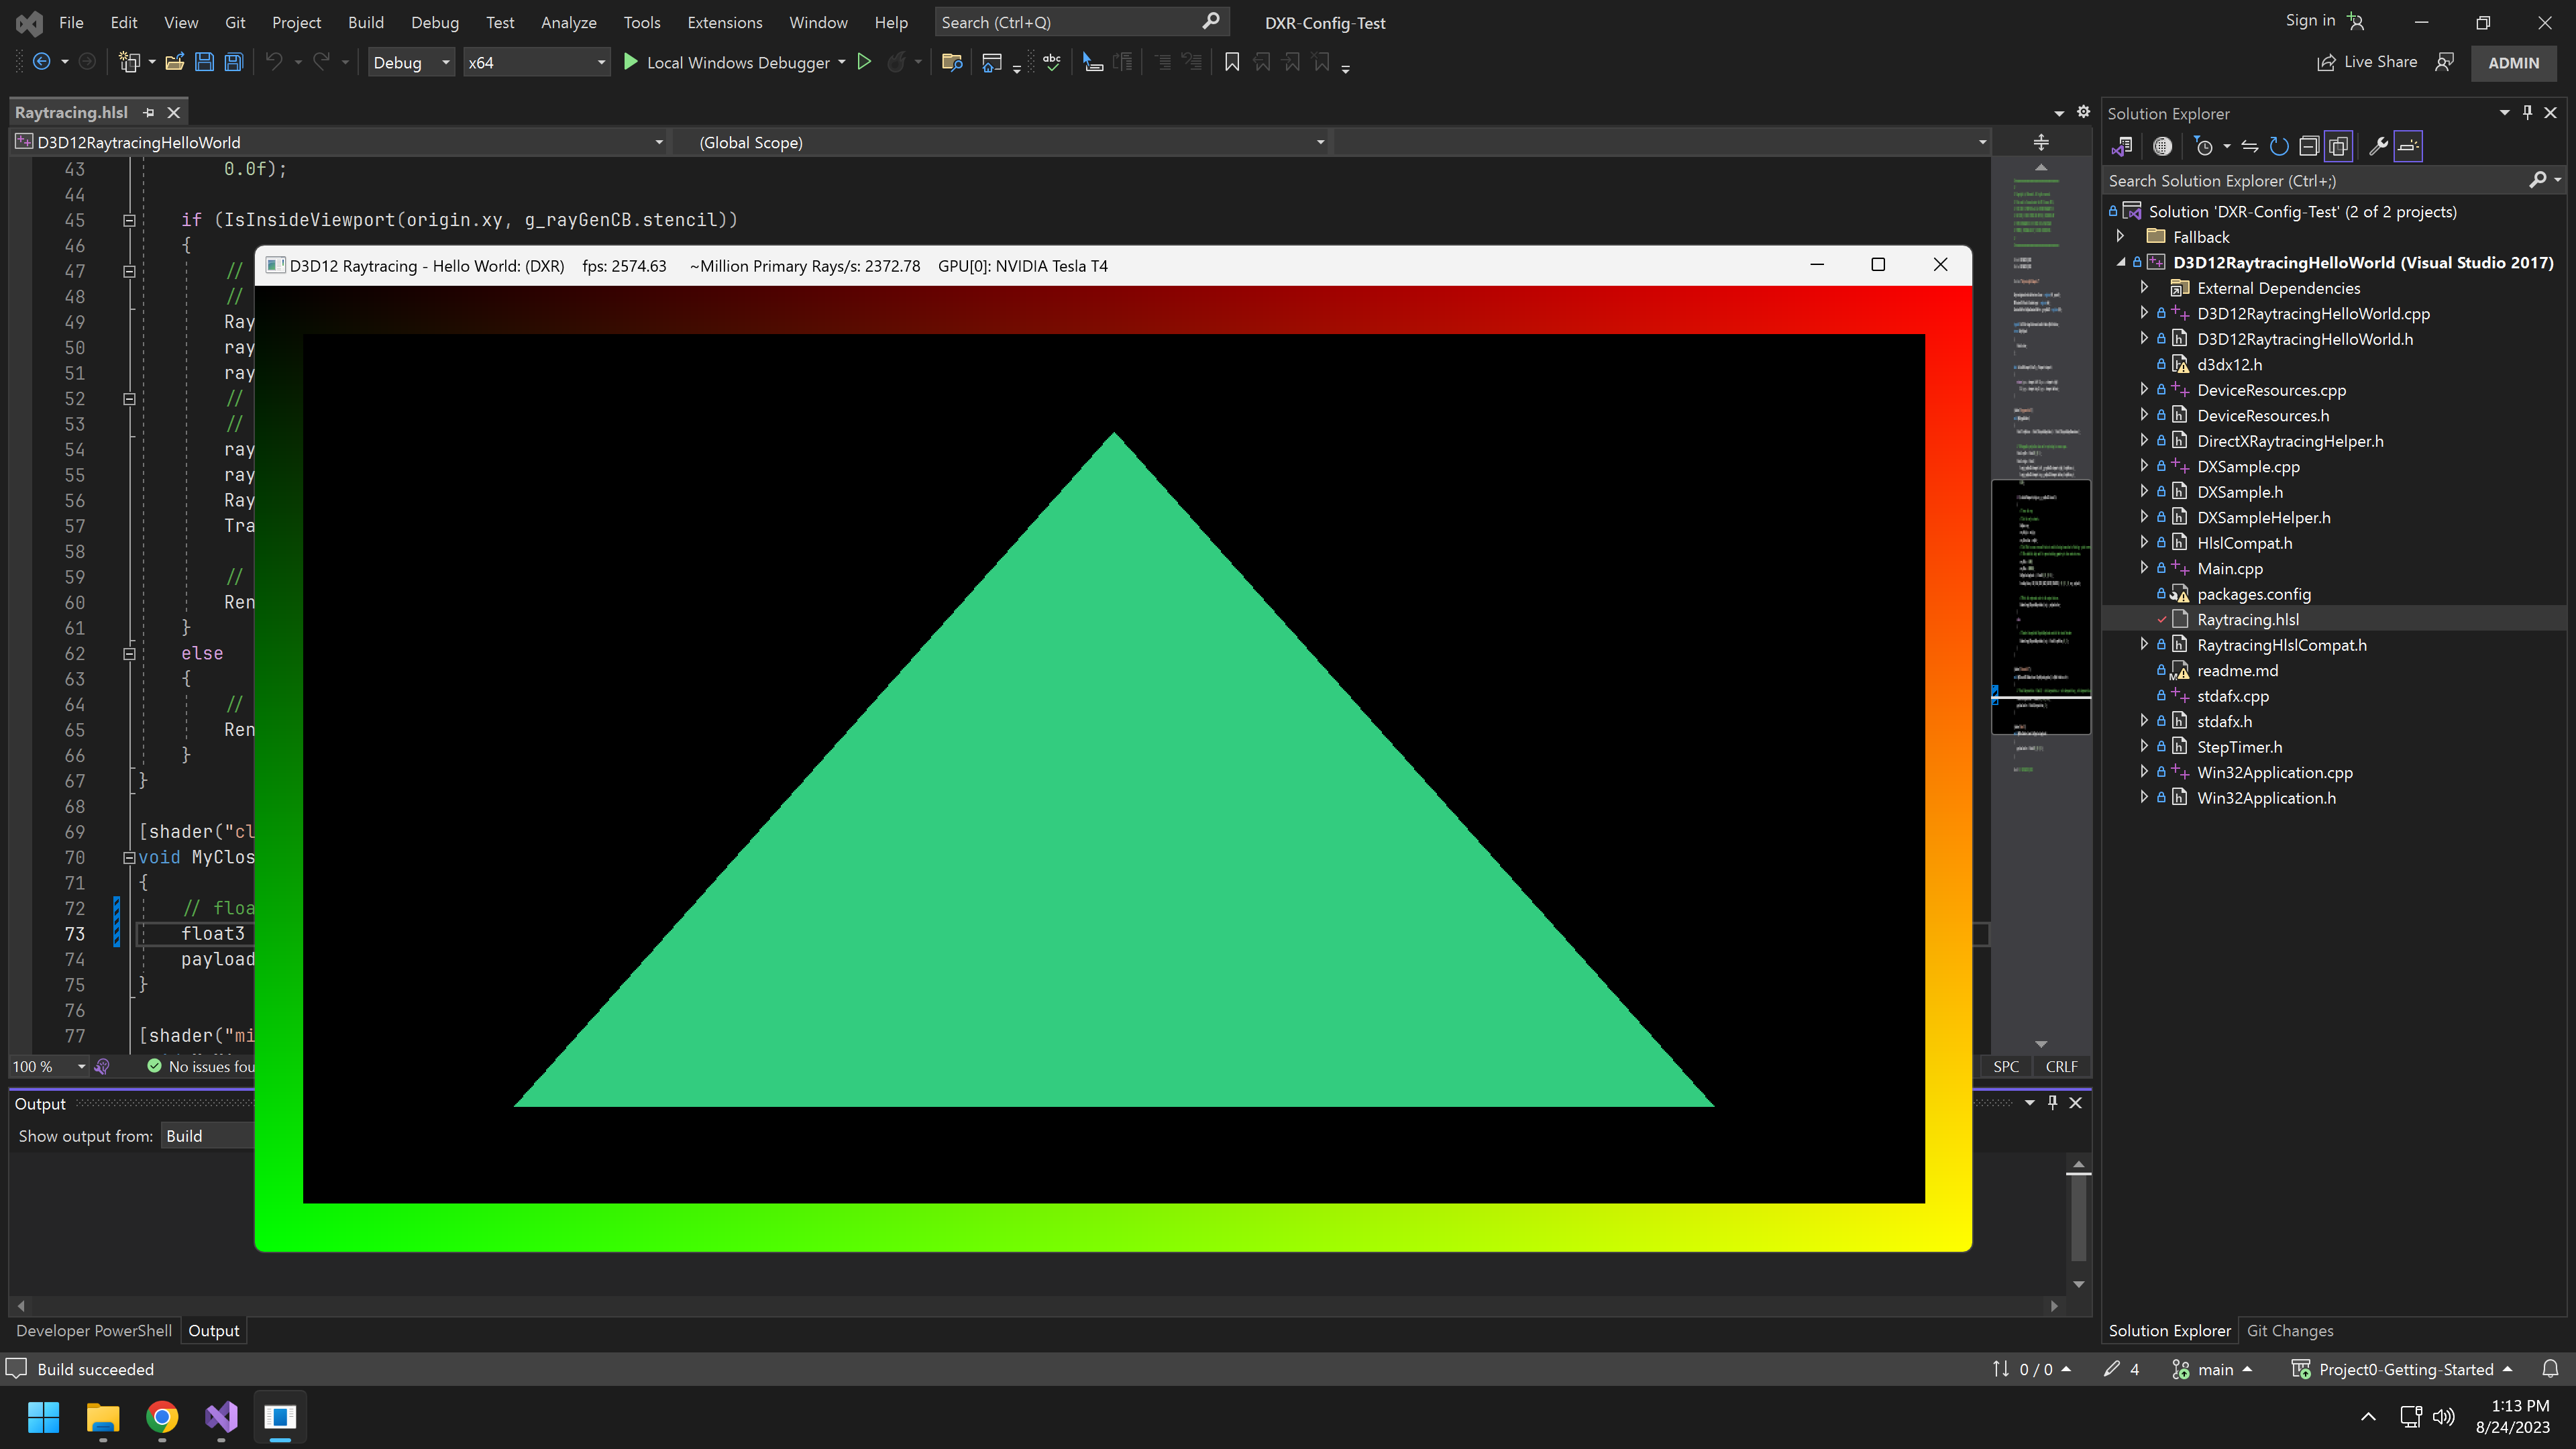 File Edit View Git Project Build Debug Test Analyze Tools Extensions Window Help Search (Ctrl+Q) DXR-Config-Test Sign in
Debug x64 Local Windows Debugger abc Live Share ADMIN
Raytracing.hlsl
D3D12RaytracingHelloWorld (Global Scope)
43 0.0f);
44
45 if (IsInsideViewport(origin.xy, g_rayGenCB.stencil))
46 {
47 //
48 //
49 Ray
50 ray
51 ray
52 //
53 //
54 ray
55 ray
56 Ray
57 Tra
58
59 //
60 Ren
61 }
62 else
63 {
64 //
65 Ren
66 }
67 }
68
69 [shader("cl
70 void MyClos
71 {
72 // floa
73 float3
74 payload
75 }
76
77 [shader("mi
100 % No issues fou SPC CRLF
D3D12 Raytracing - Hello World: (DXR) fps: 2574.63 ~Million Primary Rays/s: 2372.78 GPU[0]: NVIDIA Tesla T4
Output
Show output from: Build
Developer PowerShell Output
Solution Explorer
Search Solution Explorer (Ctrl+;)
Solution 'DXR-Config-Test' (2 of 2 projects)
Fallback
D3D12RaytracingHelloWorld (Visual Studio 2017)
External Dependencies
D3D12RaytracingHelloWorld.cpp
D3D12RaytracingHelloWorld.h
d3dx12.h
DeviceResources.cpp
DeviceResources.h
DirectXRaytracingHelper.h
DXSample.cpp
DXSample.h
DXSampleHelper.h
HlslCompat.h
Main.cpp
packages.config
Raytracing.hlsl
RaytracingHlslCompat.h
readme.md
stdafx.cpp
stdafx.h
StepTimer.h
Win32Application.cpp
Win32Application.h
Solution Explorer Git Changes
Build succeeded 0 / 0 4 main Project0-Getting-Started
1:13 PM
8/24/2023